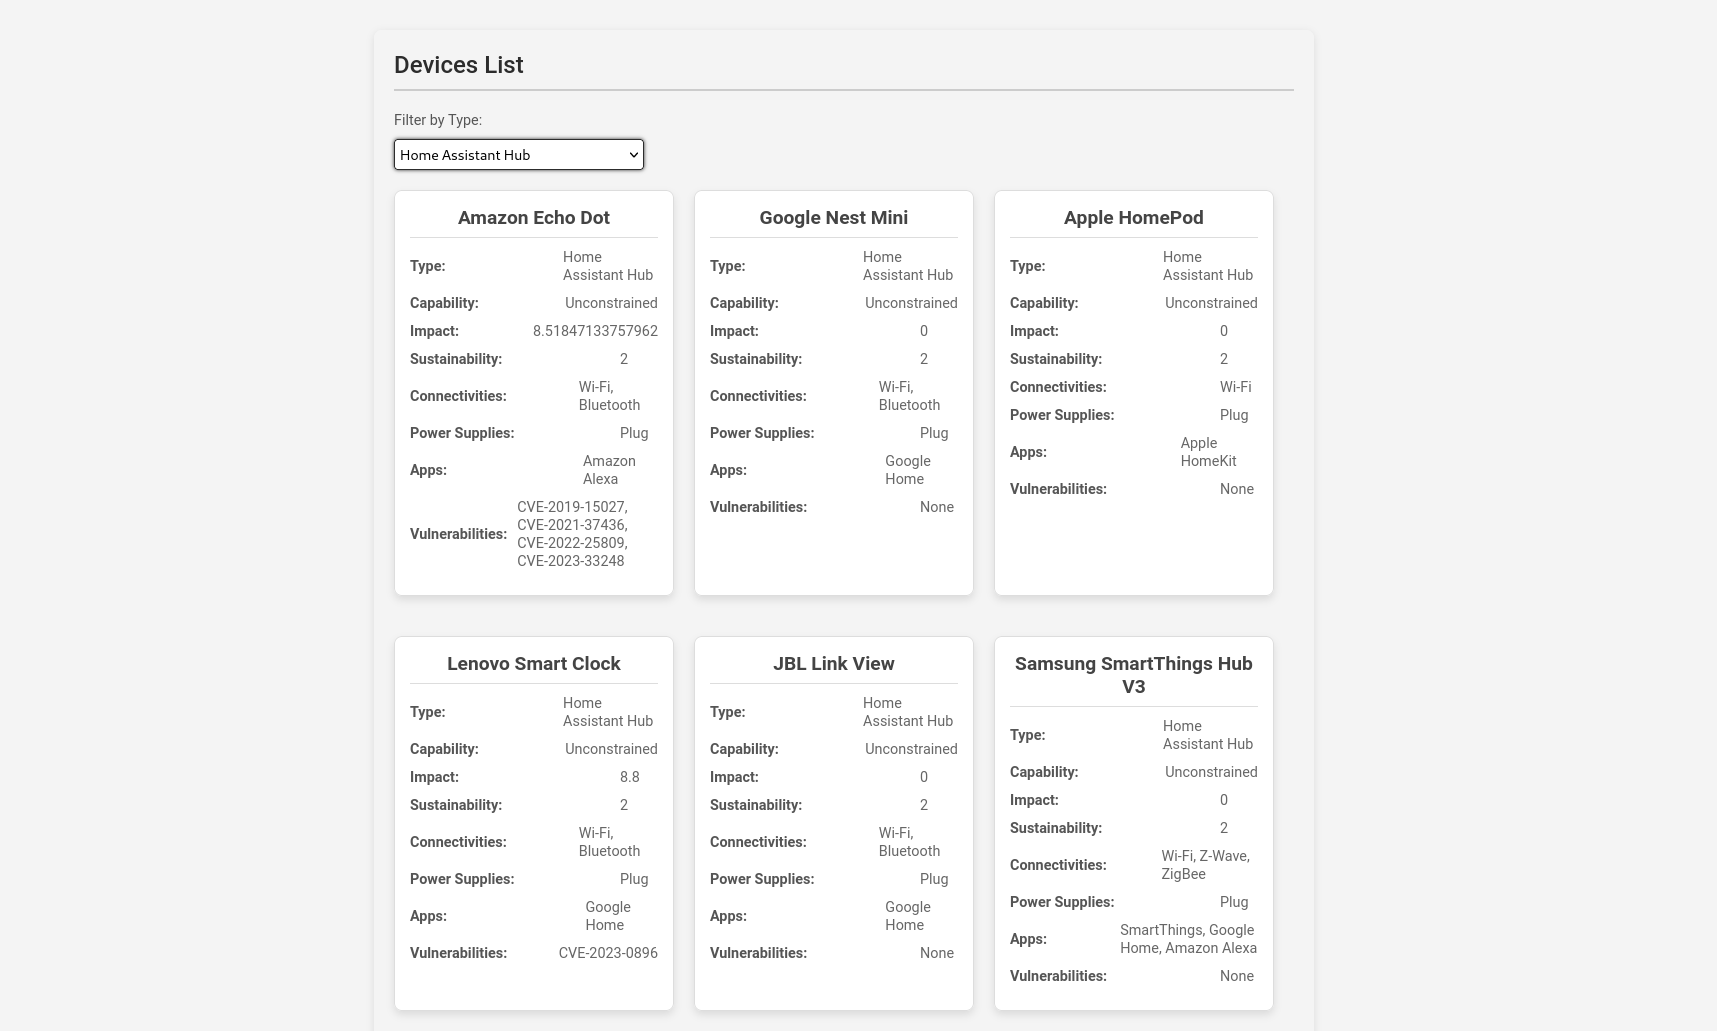 Devices List
Filter by Type:
Home Assistant Hub
Amazon Echo Dot
Type: Home
Assistant Hub
Capability: Unconstrained
Impact: 8.51847133757962
Sustainability: 2
Connectivities: Wi-Fi,
Bluetooth
Power Supplies: Plug
Apps: Amazon
Alexa
Vulnerabilities: CVE-2019-15027,
CVE-2021-37436,
CVE-2022-25809,
CVE-2023-33248
Google Nest Mini
Type: Home
Assistant Hub
Capability: Unconstrained
Impact: 0
Sustainability: 2
Connectivities: Wi-Fi,
Bluetooth
Power Supplies: Plug
Apps: Google
Home
Vulnerabilities: None
Apple HomePod
Type: Home
Assistant Hub
Capability: Unconstrained
Impact: 0
Sustainability: 2
Connectivities: Wi-Fi
Power Supplies: Plug
Apps: Apple
HomeKit
Vulnerabilities: None
Lenovo Smart Clock
Type: Home
Assistant Hub
Capability: Unconstrained
Impact: 8.8
Sustainability: 2
Connectivities: Wi-Fi,
Bluetooth
Power Supplies: Plug
Apps: Google
Home
Vulnerabilities: CVE-2023-0896
JBL Link View
Type: Home
Assistant Hub
Capability: Unconstrained
Impact: 0
Sustainability: 2
Connectivities: Wi-Fi,
Bluetooth
Power Supplies: Plug
Apps: Google
Home
Vulnerabilities: None
Samsung SmartThings Hub
V3
Type: Home
Assistant Hub
Capability: Unconstrained
Impact: 0
Sustainability: 2
Connectivities: Wi-Fi, Z-Wave,
ZigBee
Power Supplies: Plug
Apps: SmartThings, Google
Home, Amazon Alexa
Vulnerabilities: None